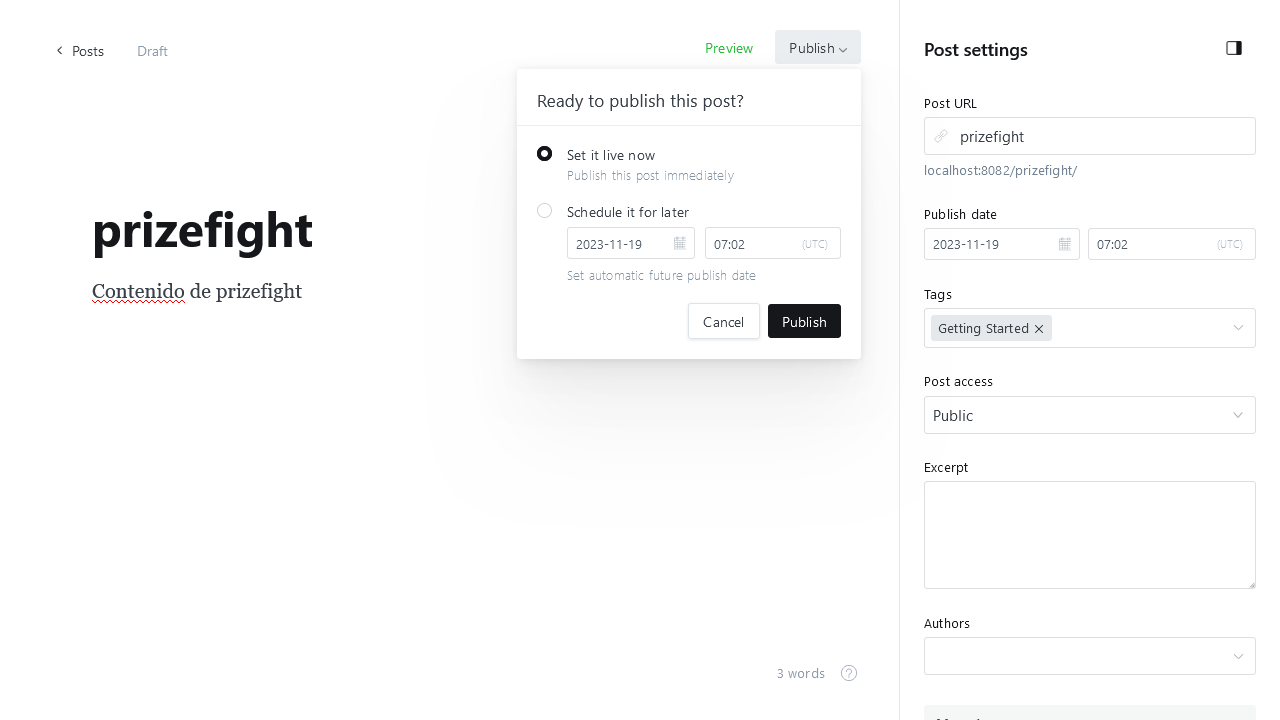 Posts
Draft
Preview
Publish
Ready to publish this post?
Set it live now
Publish this post immediately
Schedule it for later
2023-11-19
07:02
(UTC)
Set automatic future publish date
Cancel
Publish
prizefight
Contenido de prizefight
3 words
?
Post settings
Post URL
prizefight
localhost:8082/prizefight/
Publish date
2023-11-19
07:02
(UTC)
Tags
Getting Started
Post access
Public
Excerpt
Authors